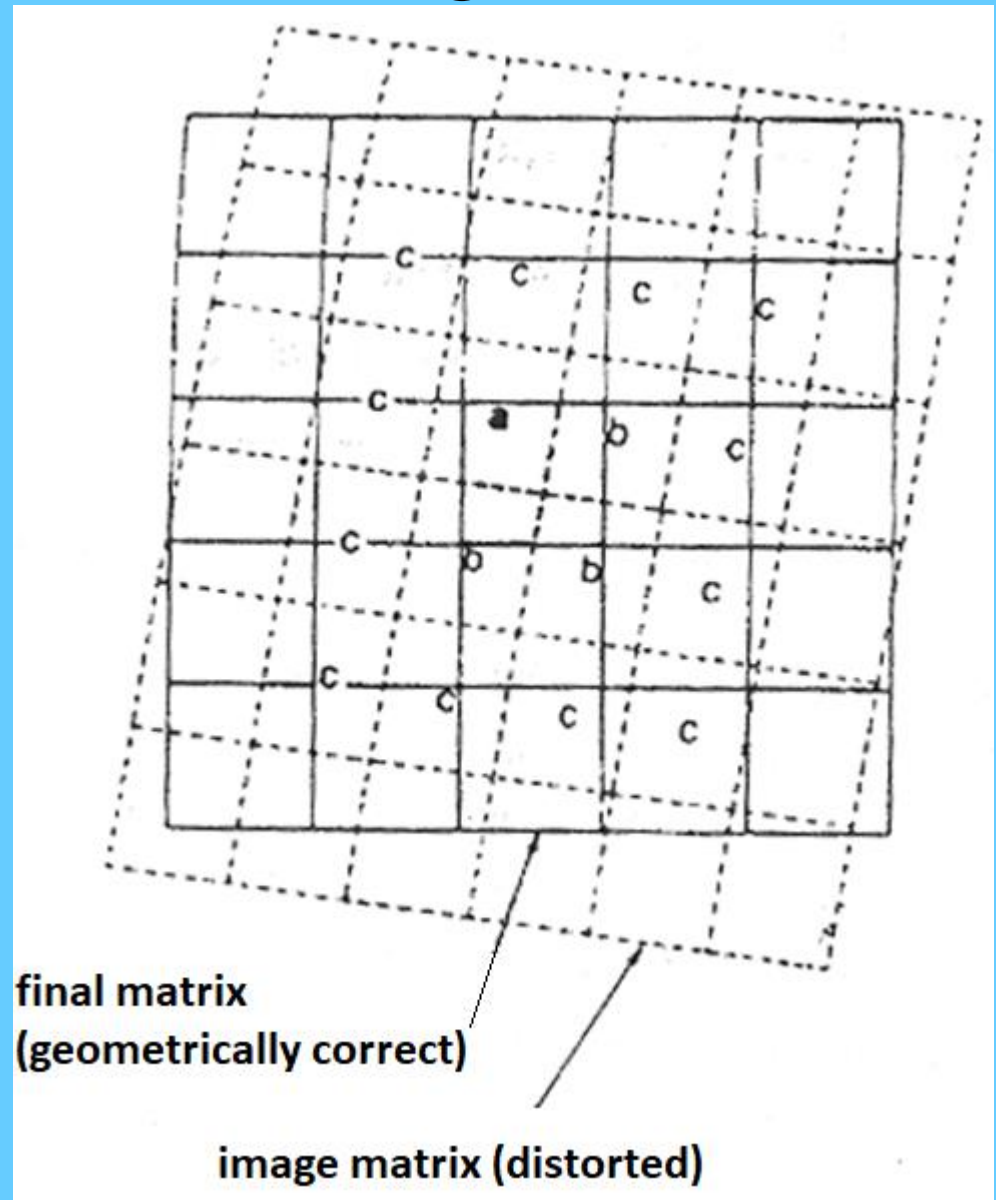 c c c c
c a b c
c b b c
c c c c
final matrix
(geometrically correct)
image matrix (distorted)